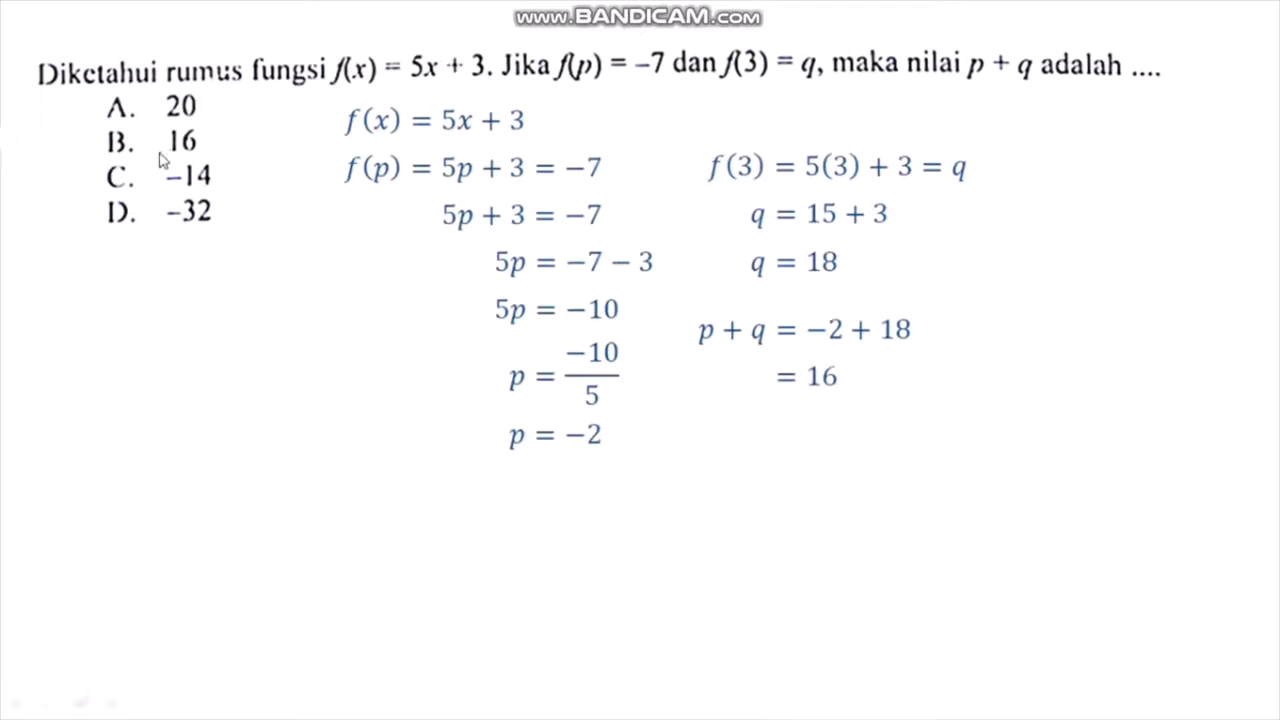 www.BANDICAM.com
Diketahui rumus fungsi f(x) = 5x + 3. Jika f(p) = –7 dan f(3) = q, maka nilai p + q adalah ....
A. 20
B. 16
C. –14
D. –32
f(x) = 5x + 3
f(p) = 5p + 3 = −7
5p + 3 = −7
5p = −7 − 3
5p = −10
p = −10/5
p = −2
f(3) = 5(3) + 3 = q
q = 15 + 3
q = 18
p + q = −2 + 18
= 16